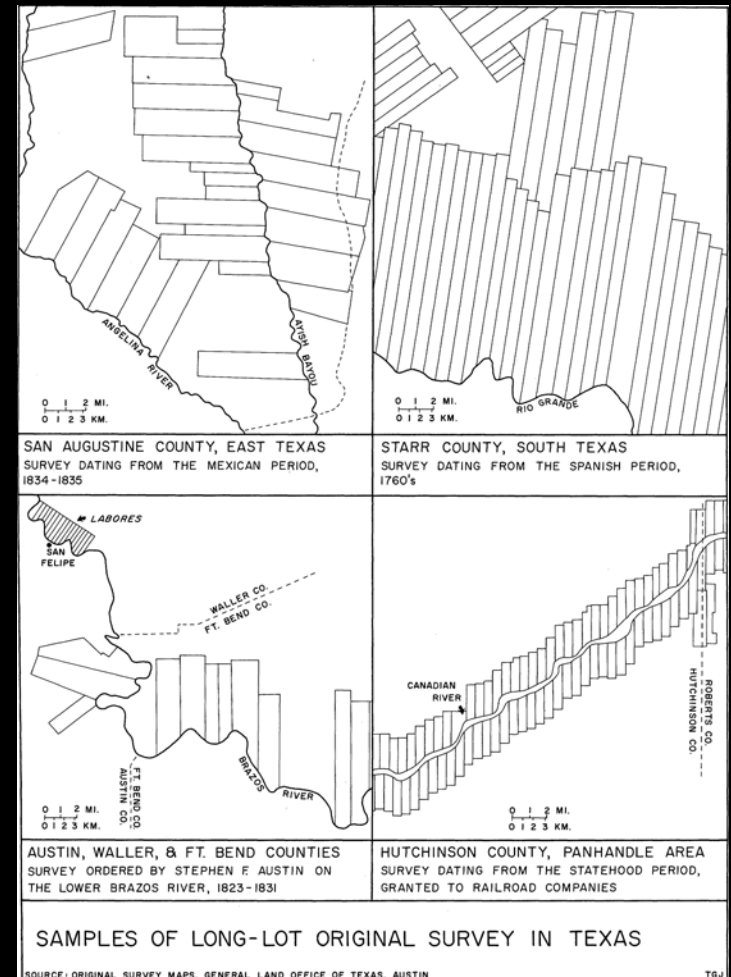 ANGELINA RIVER
AYISH BAYOU
0 1 2 MI.
0 1 2 3 KM.
SAN AUGUSTINE COUNTY, EAST TEXAS
SURVEY DATING FROM THE MEXICAN PERIOD,
1834-1835
RIO GRANDE
0 1 2 MI.
0 1 2 3 KM.
STARR COUNTY, SOUTH TEXAS
SURVEY DATING FROM THE SPANISH PERIOD,
1760's
LABORES
SAN
FELIPE
WALLER CO.
FT. BEND CO.
BRAZOS RIVER
FT. BEND CO.
AUSTIN CO.
0 1 2 MI.
0 1 2 3 KM.
AUSTIN, WALLER, & FT. BEND COUNTIES
SURVEY ORDERED BY STEPHEN F. AUSTIN ON
THE LOWER BRAZOS RIVER, 1823-1831
CANADIAN
RIVER
ROBERTS CO.
HUTCHINSON CO.
0 1 2 MI.
0 1 2 3 KM.
HUTCHINSON COUNTY, PANHANDLE AREA
SURVEY DATING FROM THE STATEHOOD PERIOD,
GRANTED TO RAILROAD COMPANIES
SAMPLES OF LONG-LOT ORIGINAL SURVEY IN TEXAS
SOURCE: ORIGINAL SURVEY MAPS, GENERAL LAND OFFICE OF TEXAS, AUSTIN
TGJ